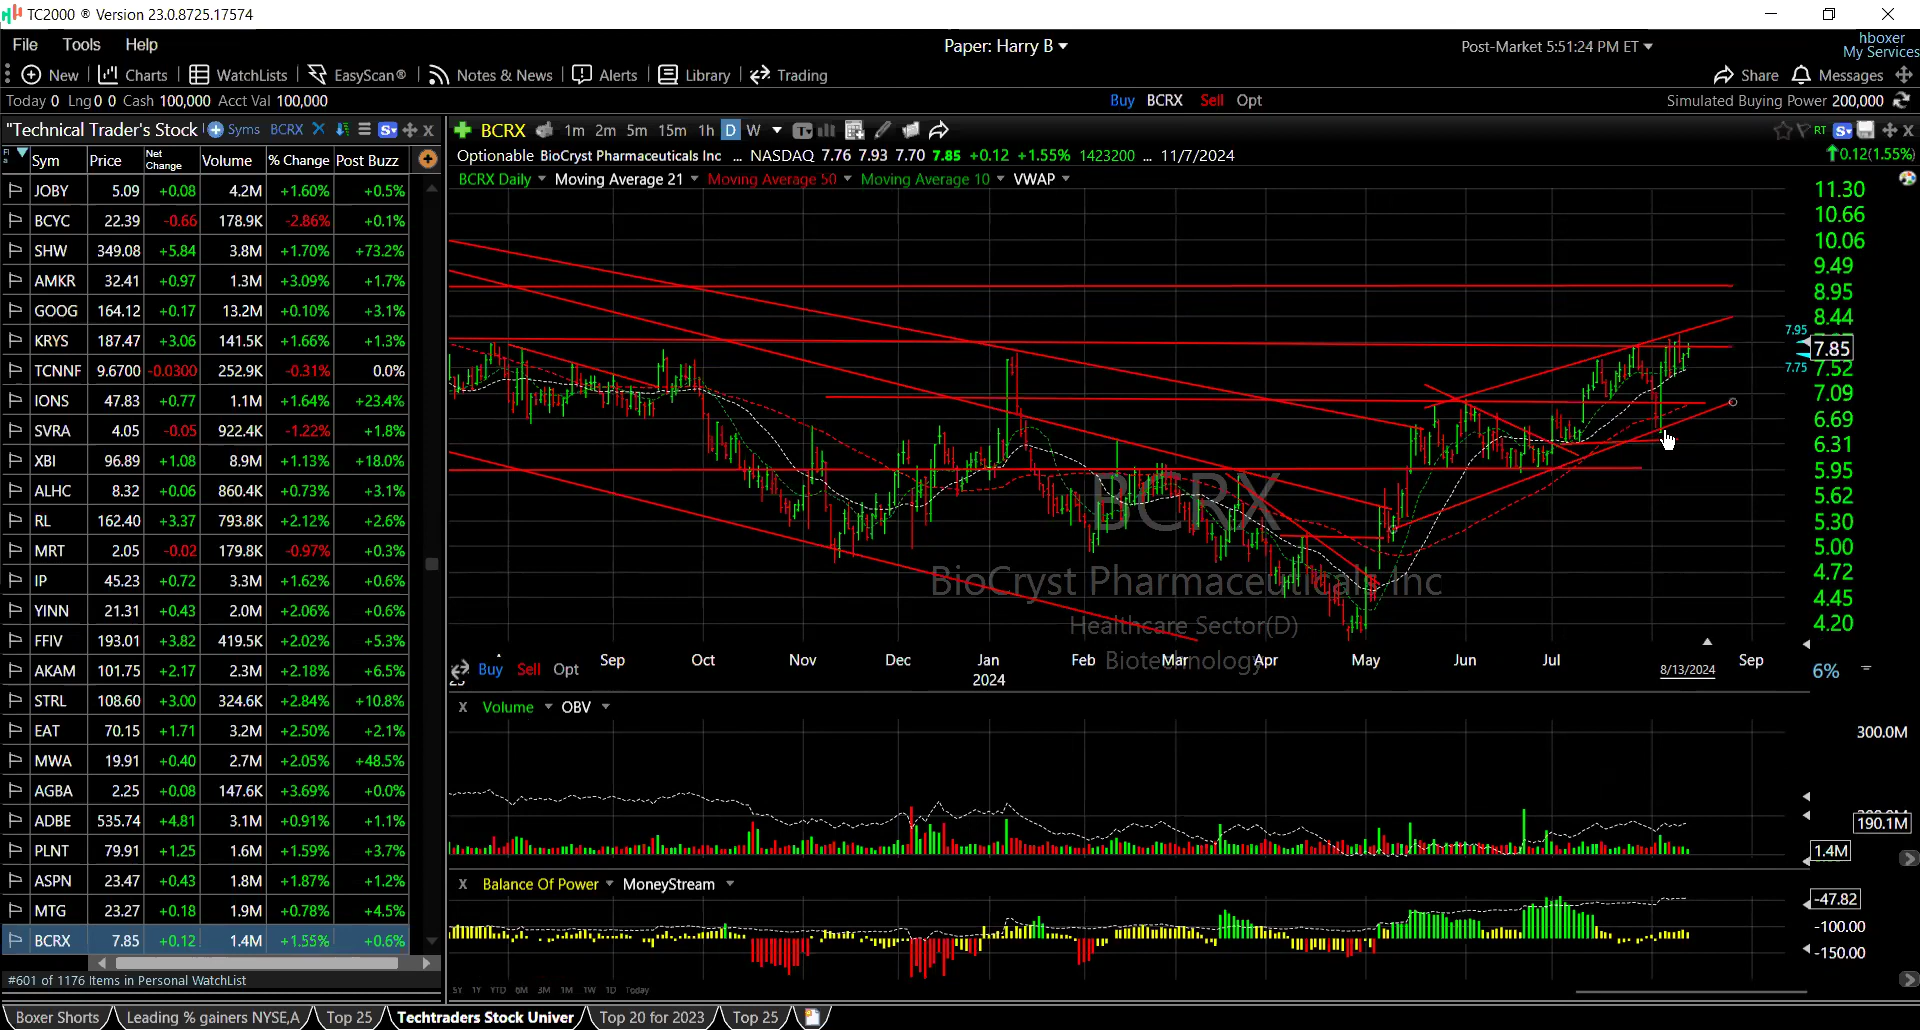 TC2000 ® Version 23.0.8725.17574
File Tools Help
Paper: Harry B
Post-Market 5:51:24 PM ET
hboxer
My Services
New Charts WatchLists EasyScan® Notes & News Alerts Library Trading
Share Messages
Today 0 Lng 0 0 Cash 100,000 Acct Val 100,000
Buy BCRX Sell Opt
Simulated Buying Power 200,000
"Technical Trader's Stock Syms BCRX
BCRX 1m 2m 5m 15m 1h D W
RT
Optionable BioCryst Pharmaceuticals Inc ... NASDAQ 7.76 7.93 7.70 7.85 +0.12 +1.55% 1423200 ... 11/7/2024
0.12(1.55%)
BCRX Daily Moving Average 21 Moving Average 50 Moving Average 10 VWAP
Sym Price Net Change Volume % Change Post Buzz
JOBY 5.09 +0.08 4.2M +1.60% +0.5%
BCYC 22.39 -0.66 178.9K -2.86% +0.1%
SHW 349.08 +5.84 3.8M +1.70% +73.2%
AMKR 32.41 +0.97 1.3M +3.09% +1.7%
GOOG 164.12 +0.17 13.2M +0.10% +3.1%
KRYS 187.47 +3.06 141.5K +1.66% +1.3%
TCNNF 9.6700 -0.0300 252.9K -0.31% 0.0%
IONS 47.83 +0.77 1.1M +1.64% +23.4%
SVRA 4.05 -0.05 922.4K -1.22% +1.8%
XBI 96.89 +1.08 8.9M +1.13% +18.0%
ALHC 8.32 +0.06 860.4K +0.73% +3.1%
RL 162.40 +3.37 793.8K +2.12% +2.6%
MRT 2.05 -0.02 179.8K -0.97% +0.3%
IP 45.23 +0.72 3.3M +1.62% +0.6%
YINN 21.31 +0.43 2.0M +2.06% +0.6%
FFIV 193.01 +3.82 419.5K +2.02% +5.3%
AKAM 101.75 +2.17 2.3M +2.18% +6.5%
STRL 108.60 +3.00 324.6K +2.84% +10.8%
EAT 70.15 +1.71 3.2M +2.50% +2.1%
MWA 19.91 +0.40 2.7M +2.05% +48.5%
AGBA 2.25 +0.08 147.6K +3.69% +0.0%
ADBE 535.74 +4.81 3.1M +0.91% +1.1%
PLNT 79.91 +1.25 1.6M +1.59% +3.7%
ASPN 23.47 +0.43 1.8M +1.87% +1.2%
MTG 23.27 +0.18 1.9M +0.78% +4.5%
BCRX 7.85 +0.12 1.4M +1.55% +0.6%
#601 of 1176 Items in Personal WatchList
11.30
10.66
10.06
9.49
8.95
8.44
7.95
7.85
7.75
7.52
7.09
6.69
6.31
5.95
5.62
5.30
5.00
4.72
4.45
4.20
BCRX
BioCryst Pharmaceuticals Inc
Healthcare Sector(D)
Biotechnology
Buy Sell Opt
Sep Oct Nov Dec Jan Feb Mar Apr May Jun Jul 8/13/2024 Sep
2024
6%
X Volume OBV
300.0M
190.1M
1.4M
X Balance Of Power MoneyStream
-47.82
-100.00
-150.00
5Y 1Y YTD 6M 3M 1M 1W 1D Today
Boxer Shorts Leading % gainers NYSE,A Top 25 Techtraders Stock Univer Top 20 for 2023 Top 25